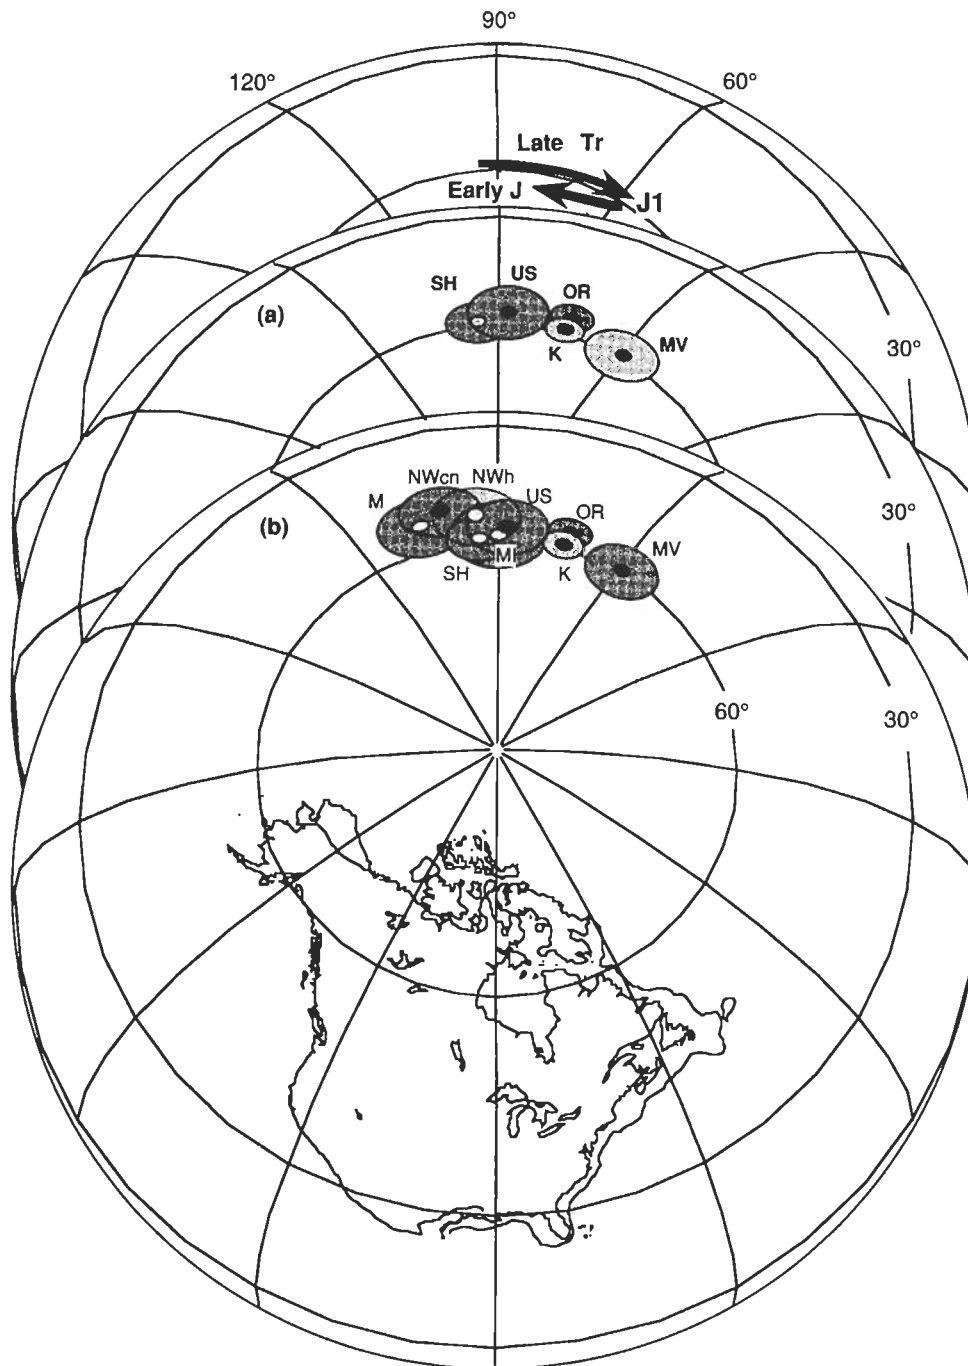 90°
120°
60°
Late Tr
Early J
J1
SH
US
OR
(a)
K
MV
30°
NWcn
NWh
M
US
OR
30°
(b)
MI
MV
SH
K
60°
30°